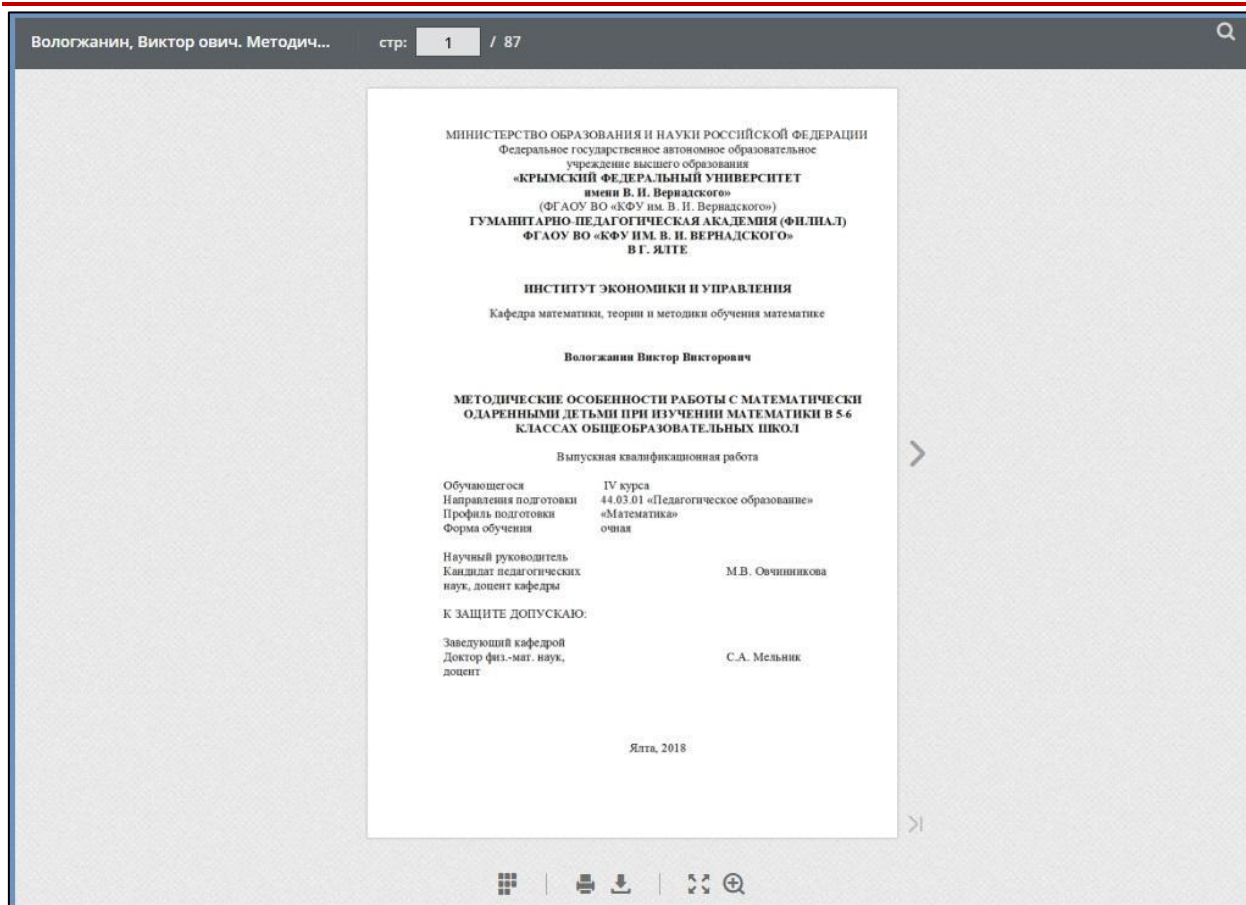 Вологжанин, Виктор ович. Методич...
стр: 1 / 87
МИНИСТЕРСТВО ОБРАЗОВАНИЯ И НАУКИ РОССИЙСКОЙ ФЕДЕРАЦИИ
Федеральное государственное автономное образовательное
учреждение высшего образования
«КРЫМСКИЙ ФЕДЕРАЛЬНЫЙ УНИВЕРСИТЕТ
имени В. И. Вернадского»
(ФГАОУ ВО «КФУ им. В. И. Вернадского»)
ГУМАНИТАРНО-ПЕДАГОГИЧЕСКАЯ АКАДЕМИЯ (ФИЛИАЛ)
ФГАОУ ВО «КФУ ИМ. В. И. ВЕРНАДСКОГО»
В Г. ЯЛТЕ
ИНСТИТУТ ЭКОНОМИКИ И УПРАВЛЕНИЯ
Кафедра математики, теории и методики обучения математике
Вологжанин Виктор Викторович
МЕТОДИЧЕСКИЕ ОСОБЕННОСТИ РАБОТЫ С МАТЕМАТИЧЕСКИ
ОДАРЕННЫМИ ДЕТЬМИ ПРИ ИЗУЧЕНИИ МАТЕМАТИКИ В 5-6
КЛАССАХ ОБЩЕОБРАЗОВАТЕЛЬНЫХ ШКОЛ
Выпускная квалификационная работа
Обучающегося IV курса
Направления подготовки 44.03.01 «Педагогическое образование»
Профиль подготовки «Математика»
Форма обучения очная
Научный руководитель
Кандидат педагогических М.В. Овчинникова
наук, доцент кафедры
К ЗАЩИТЕ ДОПУСКАЮ:
Заведующий кафедрой
Доктор физ.-мат. наук, С.А. Мельник
доцент
Ялта, 2018